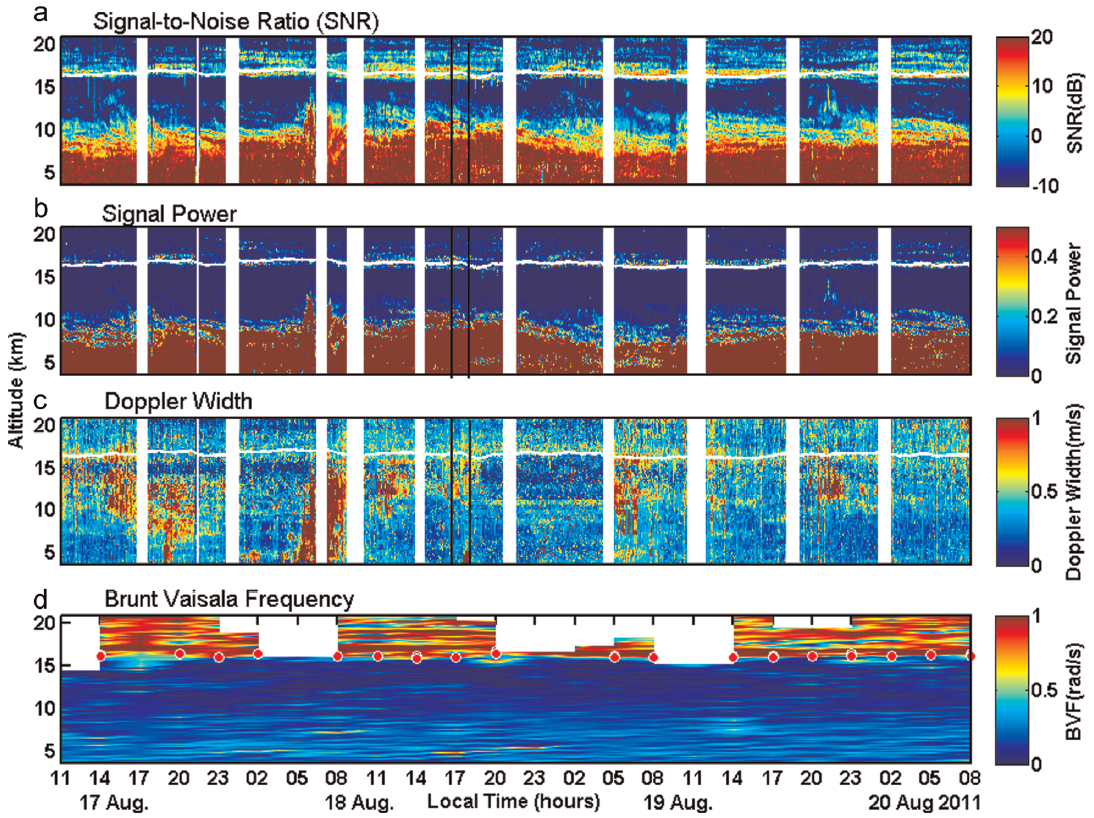 a Signal-to-Noise Ratio (SNR)
20
15
10
5
20
10
0
-10
SNR(dB)
b Signal Power
20
15
10
5
0.4
0.2
0
Signal Power
Altitude (km)
c Doppler Width
20
15
10
5
1
0.5
0
Doppler Width(m/s)
d Brunt Vaisala Frequency
20
15
10
5
1
0.5
0
BVF(rad/s)
11 14 17 20 23 02 05 08 11 14 17 20 23 02 05 08 11 14 17 20 23 02 05 08
17 Aug. 18 Aug. Local Time (hours) 19 Aug. 20 Aug 2011